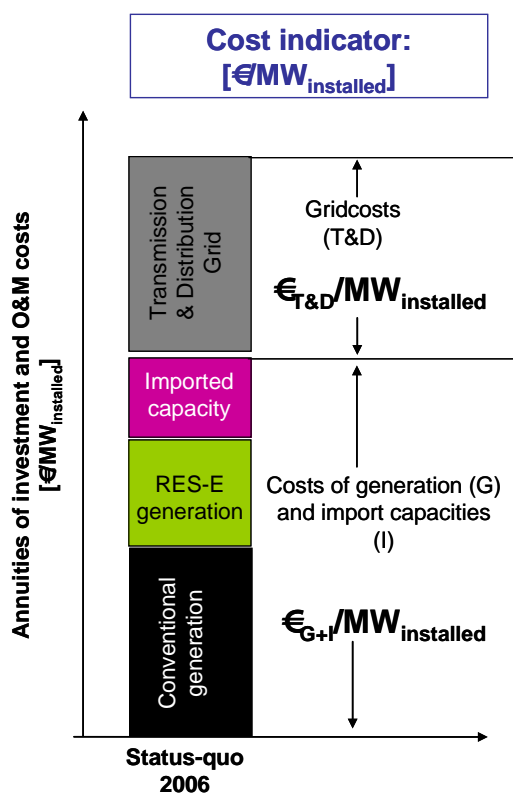 Cost indicator:
[€/MWinstalled]
Annuities of investment and O&M costs
[€/MWinstalled]
Transmission
& Distribution
Grid
Gridcosts
(T&D)
€T&D/MWinstalled
Imported
capacity
RES-E
generation
Costs of generation (G)
and import capacities
(I)
Conventional
generation
€G+I/MWinstalled
Status-quo
2006